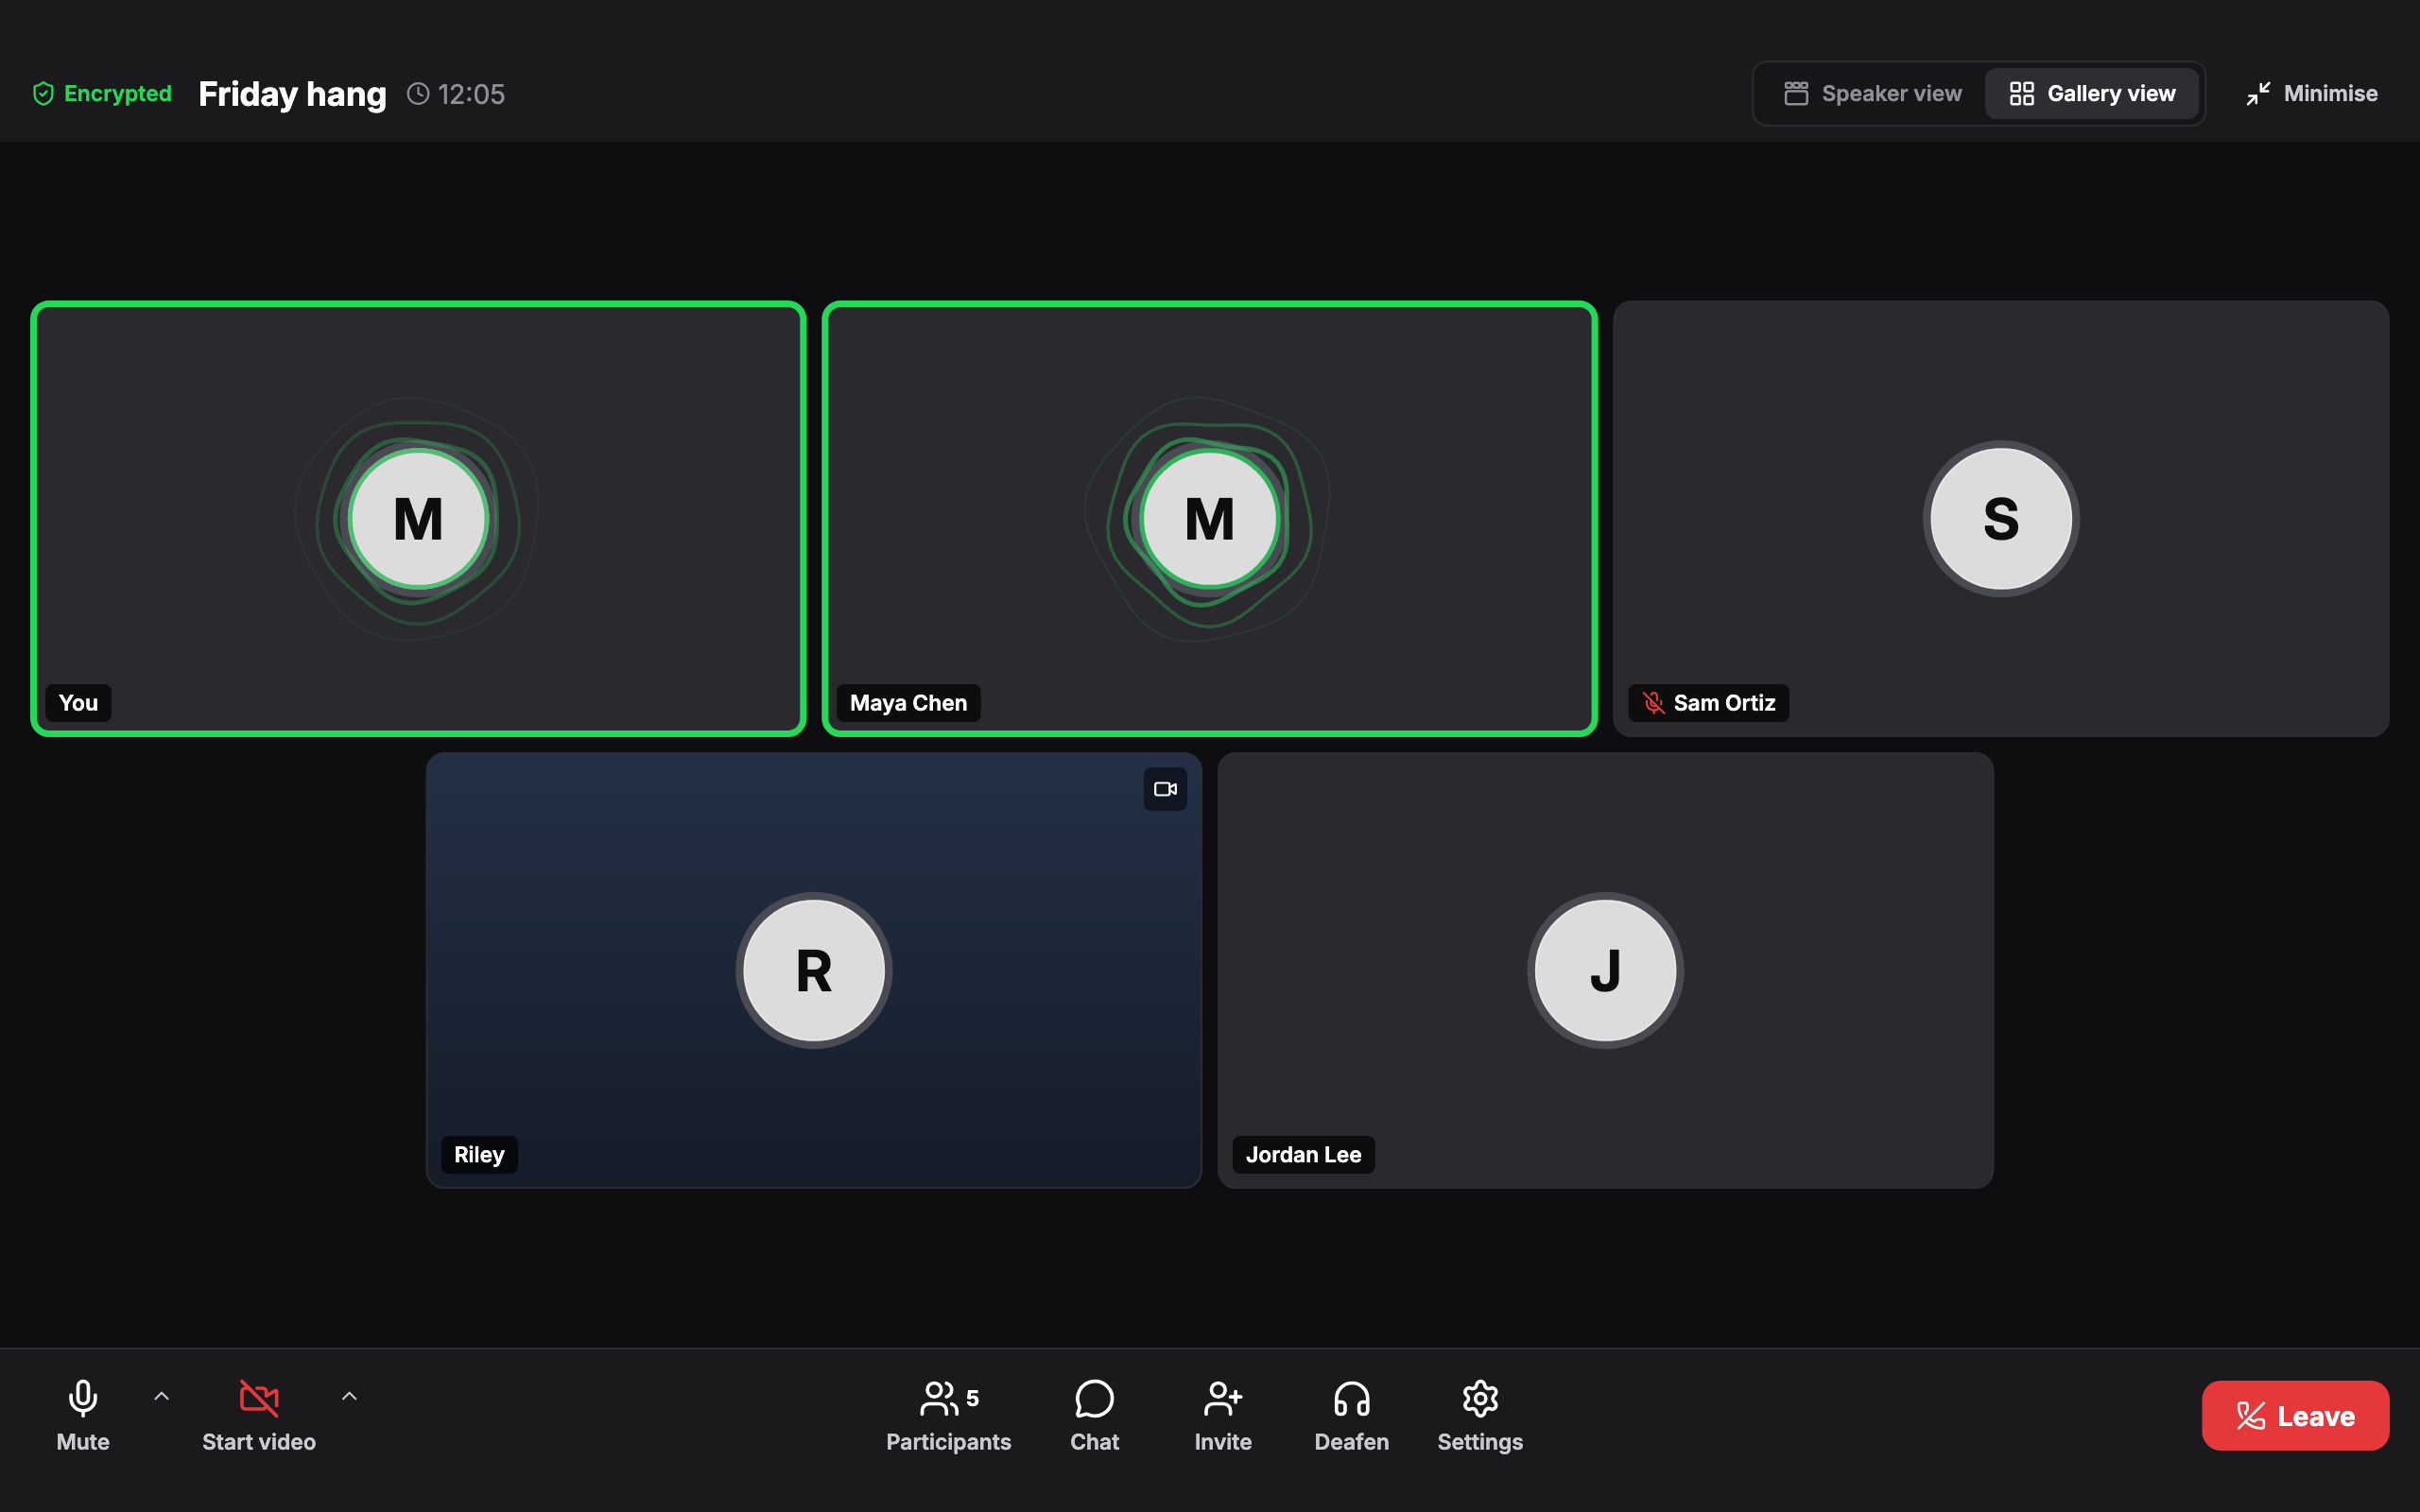 Encrypted Friday hang 12:05 Speaker view Gallery view Minimise
M
M
S
You
Maya Chen
Sam Ortiz
R
J
Riley
Jordan Lee
5
Mute
Start video
Participants
Chat
Invite
Deafen
Settings
Leave